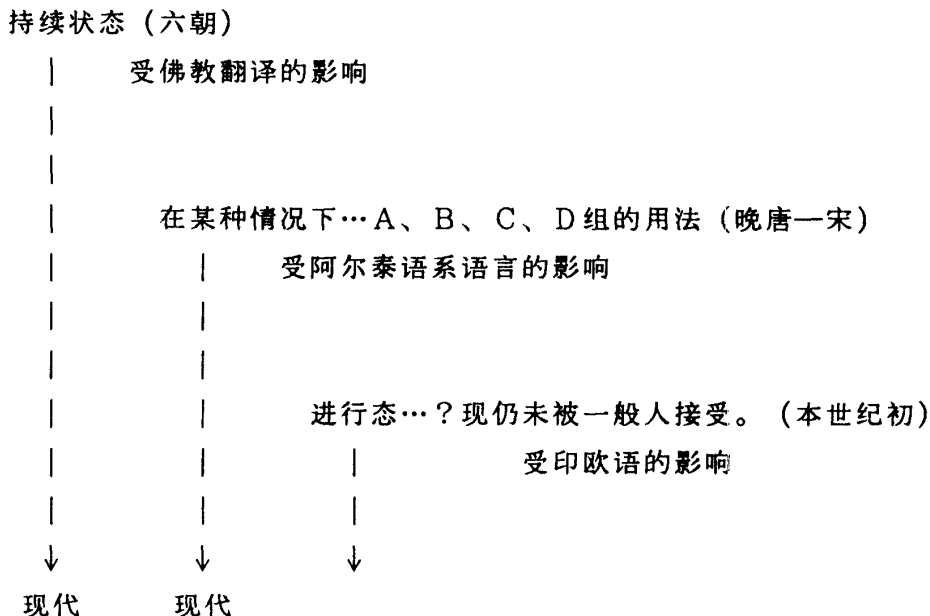 持续状态（六朝）
受佛教翻译的影响
在某种情况下…A、B、C、D组的用法（晚唐—宋）
受阿尔泰语系语言的影响
进行态…？现仍未被一般人接受。（本世纪初）
受印欧语的影响
现代 现代